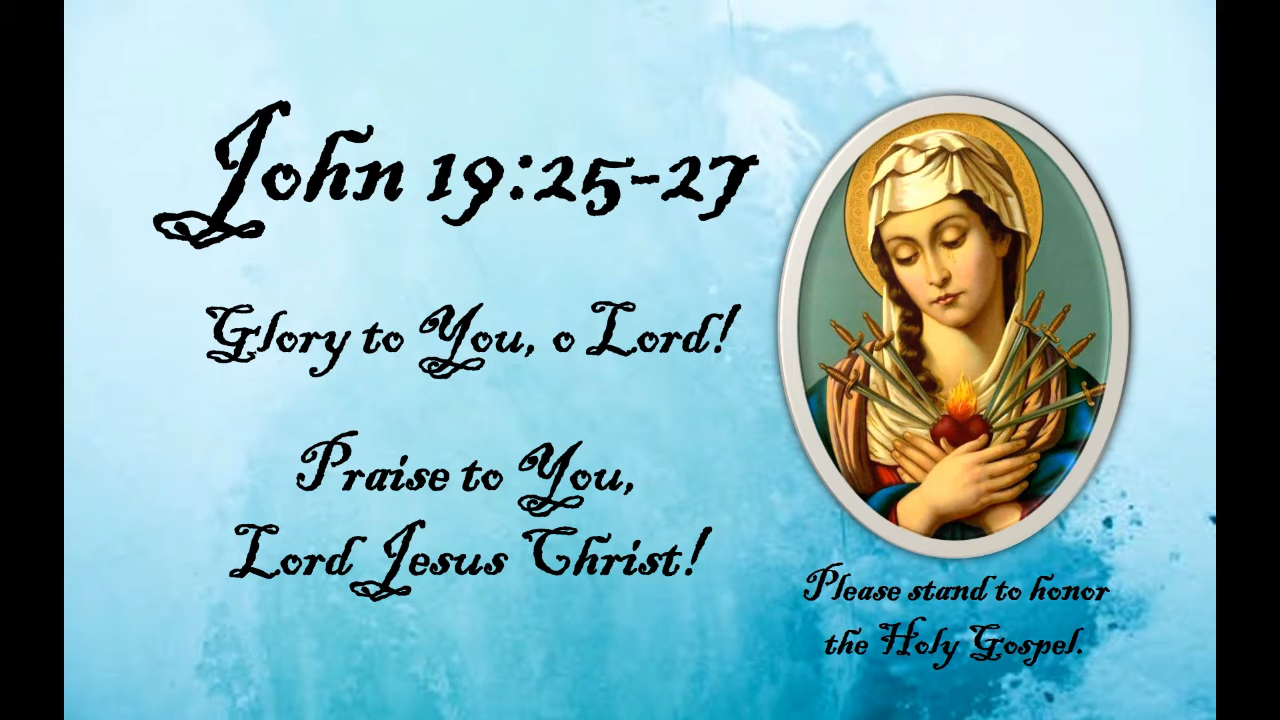 John 19:25-27
Glory to You, o Lord!
Praise to You,
Lord Jesus Christ!
Please stand to honor
the Holy Gospel.